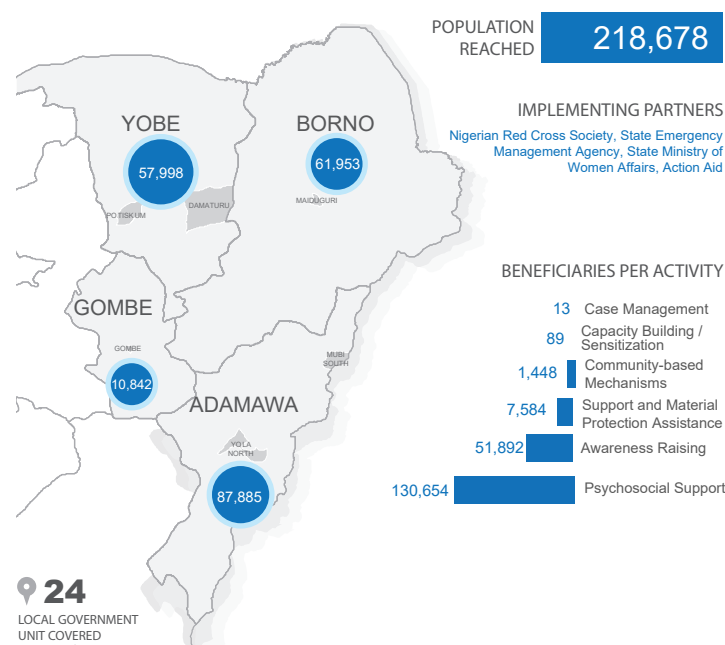 POPULATION
REACHED
218,678
IMPLEMENTING PARTNERS
Nigerian Red Cross Society, State Emergency
Management Agency, State Ministry of
Women Affairs, Action Aid
YOBE
57,998
POTISKUM
DAMATURU
BORNO
61,953
MAIDUGURI
GOMBE
GOMBE
10,842
MUBI
SOUTH
ADAMAWA
YOLA
NORTH
87,885
BENEFICIARIES PER ACTIVITY
13 Case Management
89 Capacity Building /
Sensitization
1,448 Community-based
Mechanisms
7,584 Support and Material
Protection Assistance
51,892 Awareness Raising
130,654 Psychosocial Support
24
LOCAL GOVERNMENT
UNIT COVERED